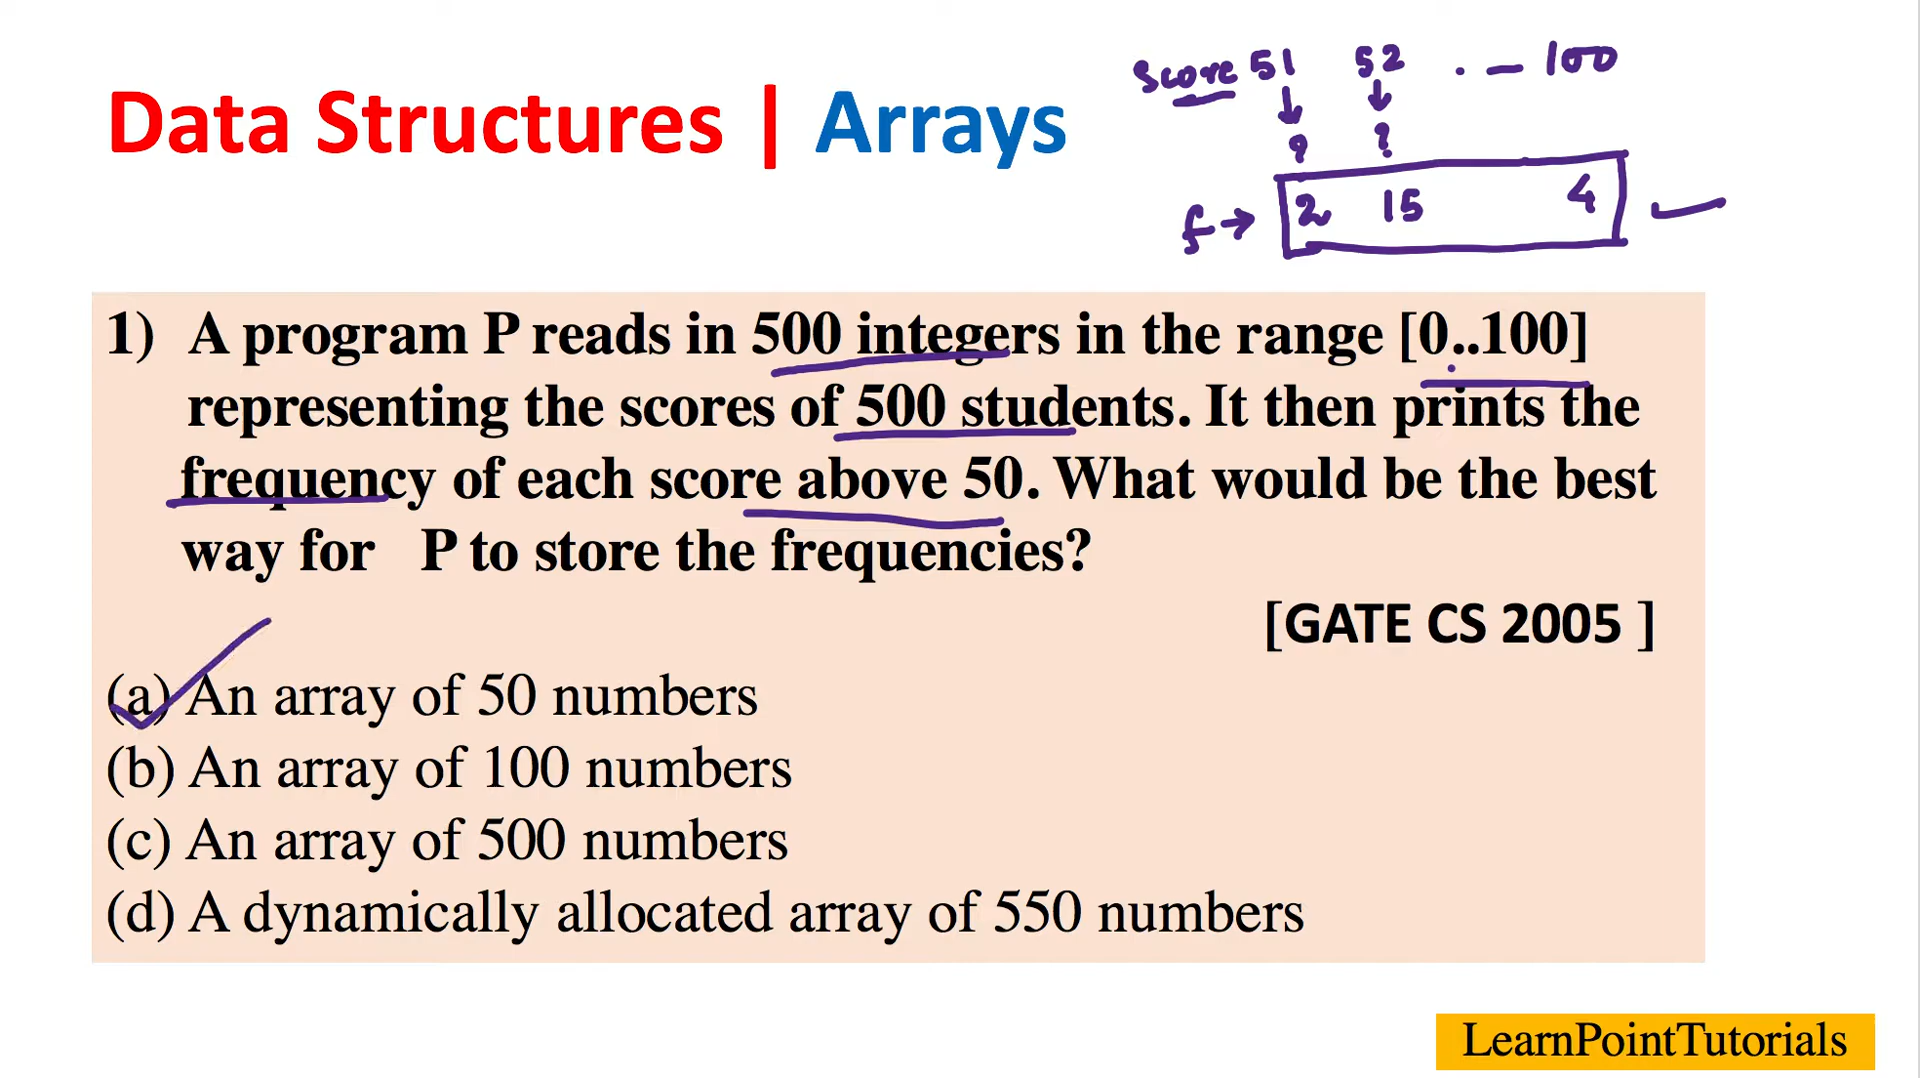 Data Structures | Arrays
Score 51 52 . — 100
? ?
f → 2 15 4
1) A program P reads in 500 integers in the range [0..100]
representing the scores of 500 students. It then prints the
frequency of each score above 50. What would be the best
way for P to store the frequencies?
[GATE CS 2005 ]
(a) An array of 50 numbers
(b) An array of 100 numbers
(c) An array of 500 numbers
(d) A dynamically allocated array of 550 numbers
LearnPointTutorials